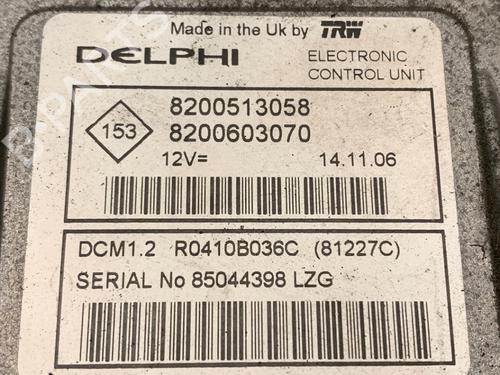 Made in the Uk by TRW
DELPHI
ELECTRONIC
CONTROL UNIT
153
8200513058
8200603070
12V=
14.11.06
DCM1.2 R0410B036C (81227C)
SERIAL No 85044398 LZG